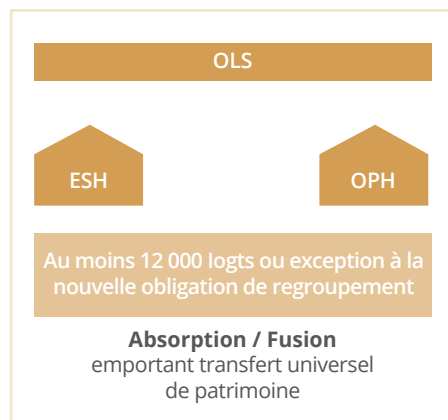 OLS
ESH
OPH
Au moins 12 000 logts ou exception à la
nouvelle obligation de regroupement
Absorption / Fusion
emportant transfert universel
de patrimoine